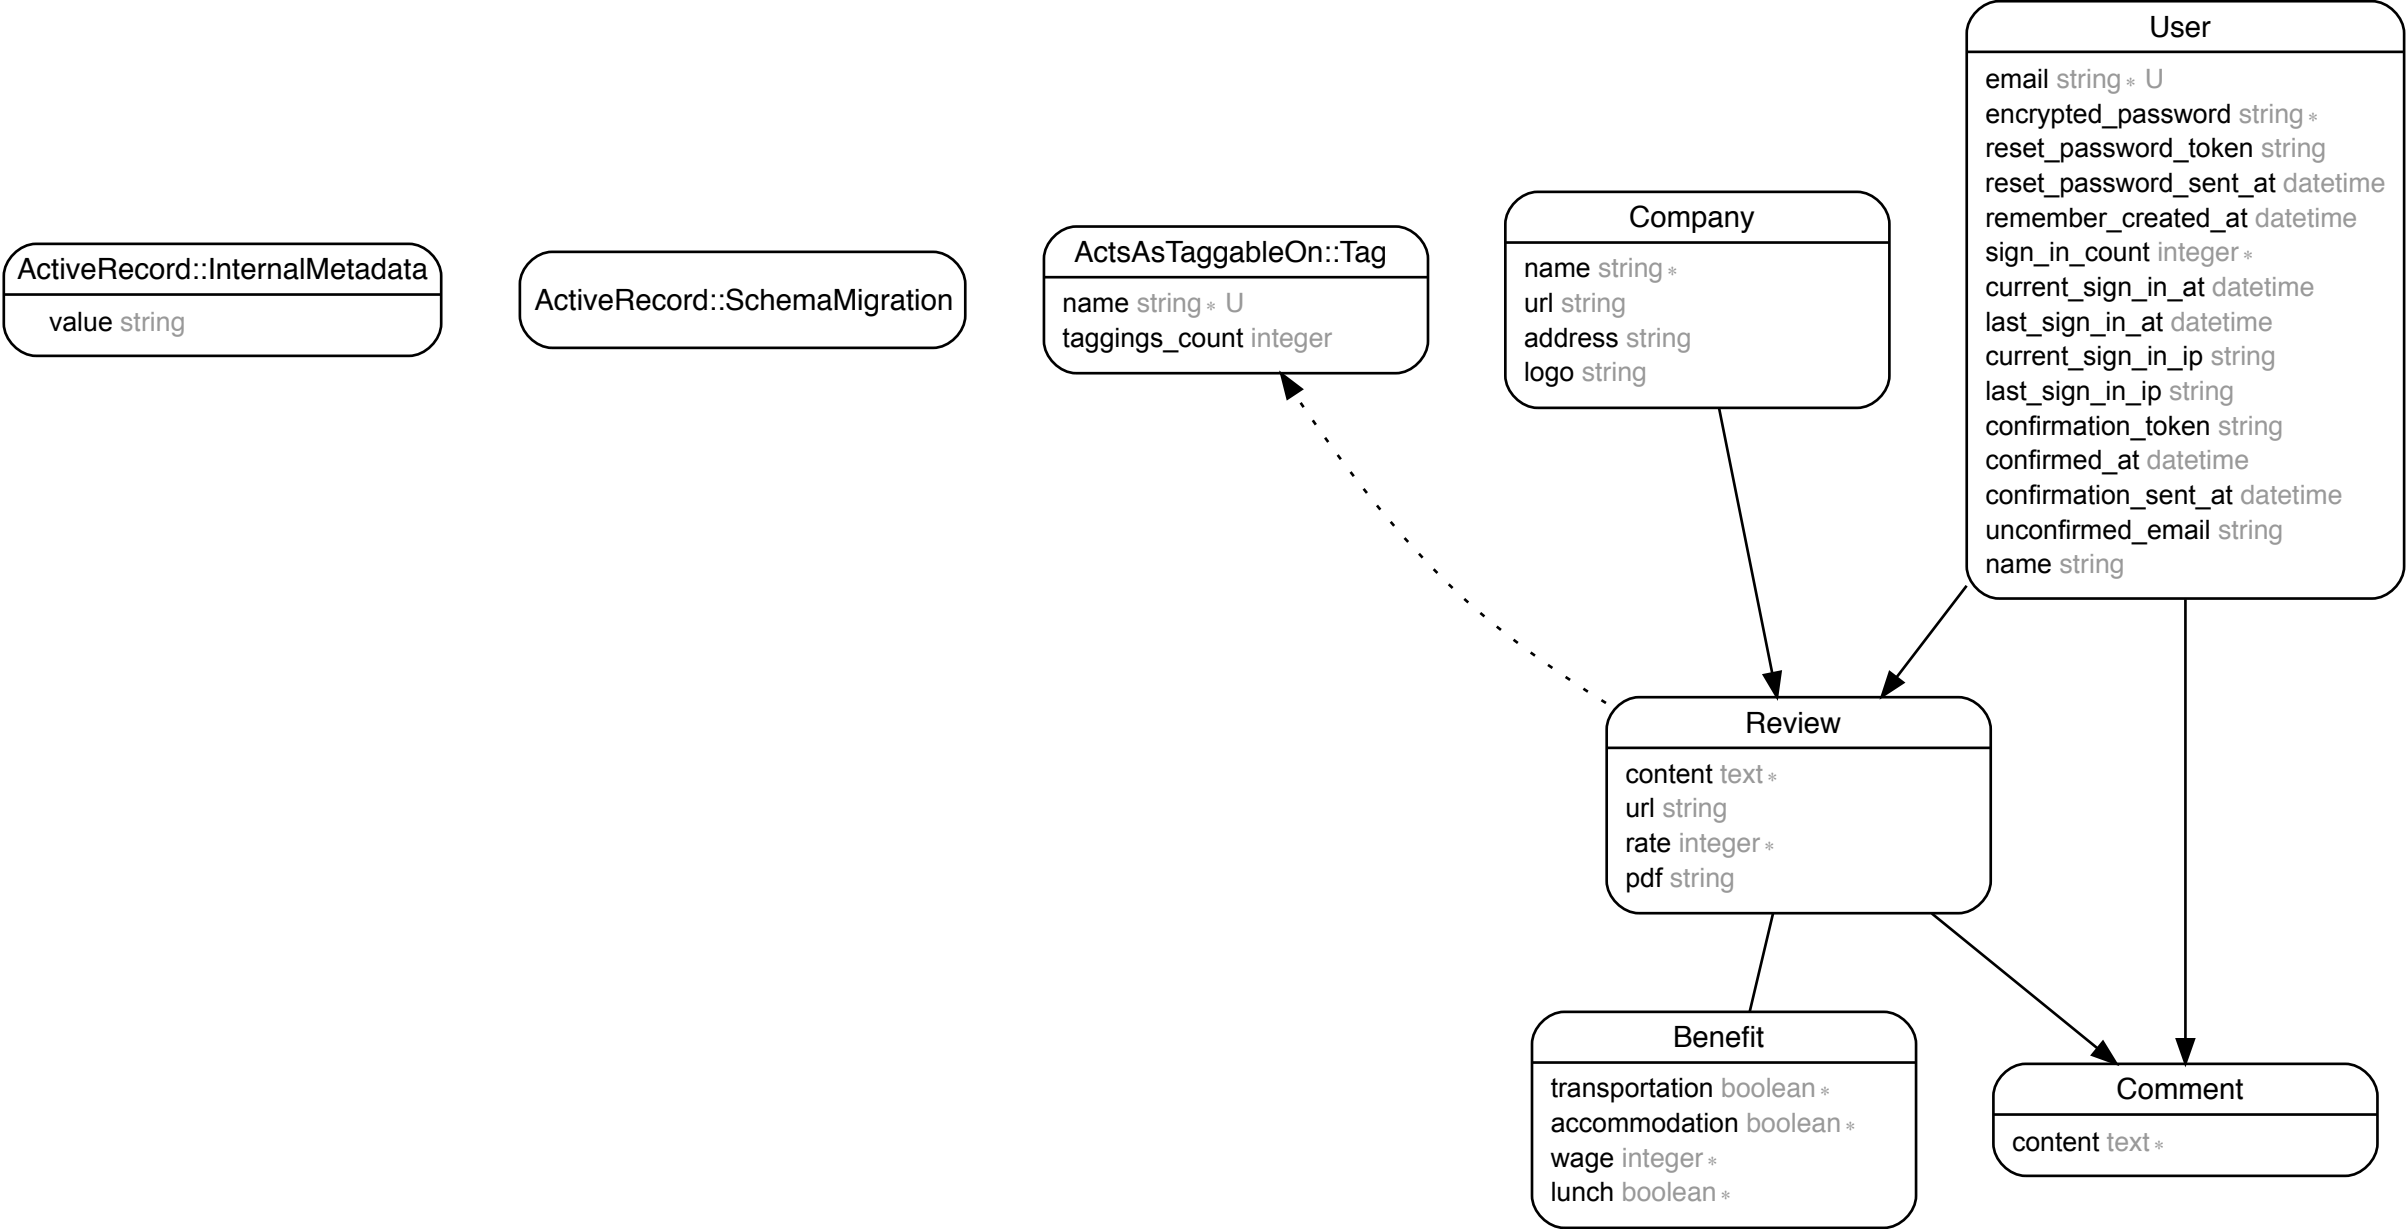 ActiveRecord::InternalMetadata
value string
ActiveRecord::SchemaMigration
ActsAsTaggableOn::Tag
name string∗ U
taggings_count integer
Company
name string∗
url string
address string
logo string
User
email string∗ U
encrypted_password string∗
reset_password_token string
reset_password_sent_at datetime
remember_created_at datetime
sign_in_count integer∗
current_sign_in_at datetime
last_sign_in_at datetime
current_sign_in_ip string
last_sign_in_ip string
confirmation_token string
confirmed_at datetime
confirmation_sent_at datetime
unconfirmed_email string
name string
Review
content text∗
url string
rate integer∗
pdf string
Benefit
transportation boolean∗
accommodation boolean∗
wage integer∗
lunch boolean∗
Comment
content text∗